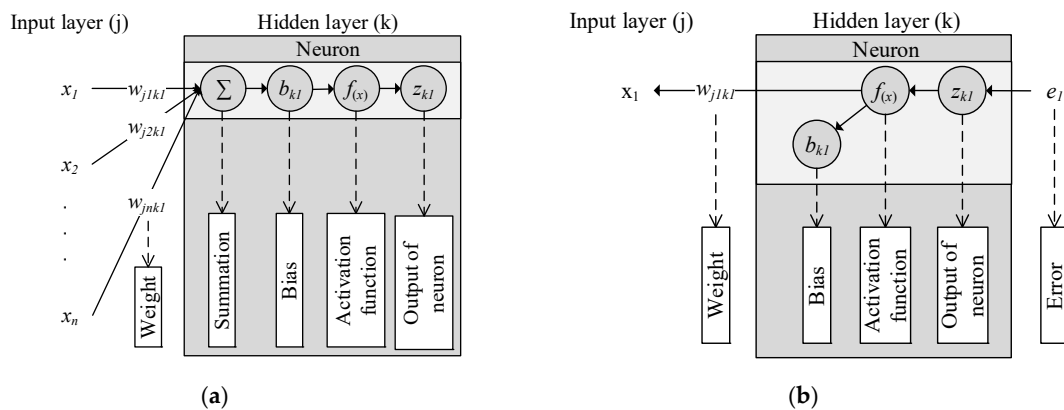 Input layer (j)
Hidden layer (k)
Neuron
x1
wj1k1
∑
bk1
f(x)
zk1
wj2k1
x2
wjnk1
.
.
.
.
xn
Weight
Summation
Bias
Activation
function
Output of
neuron
(a)
Input layer (j)
Hidden layer (k)
Neuron
x1
wj1k1
f(x)
zk1
e1
bk1
Weight
Bias
Activation
function
Output of
neuron
Error
(b)